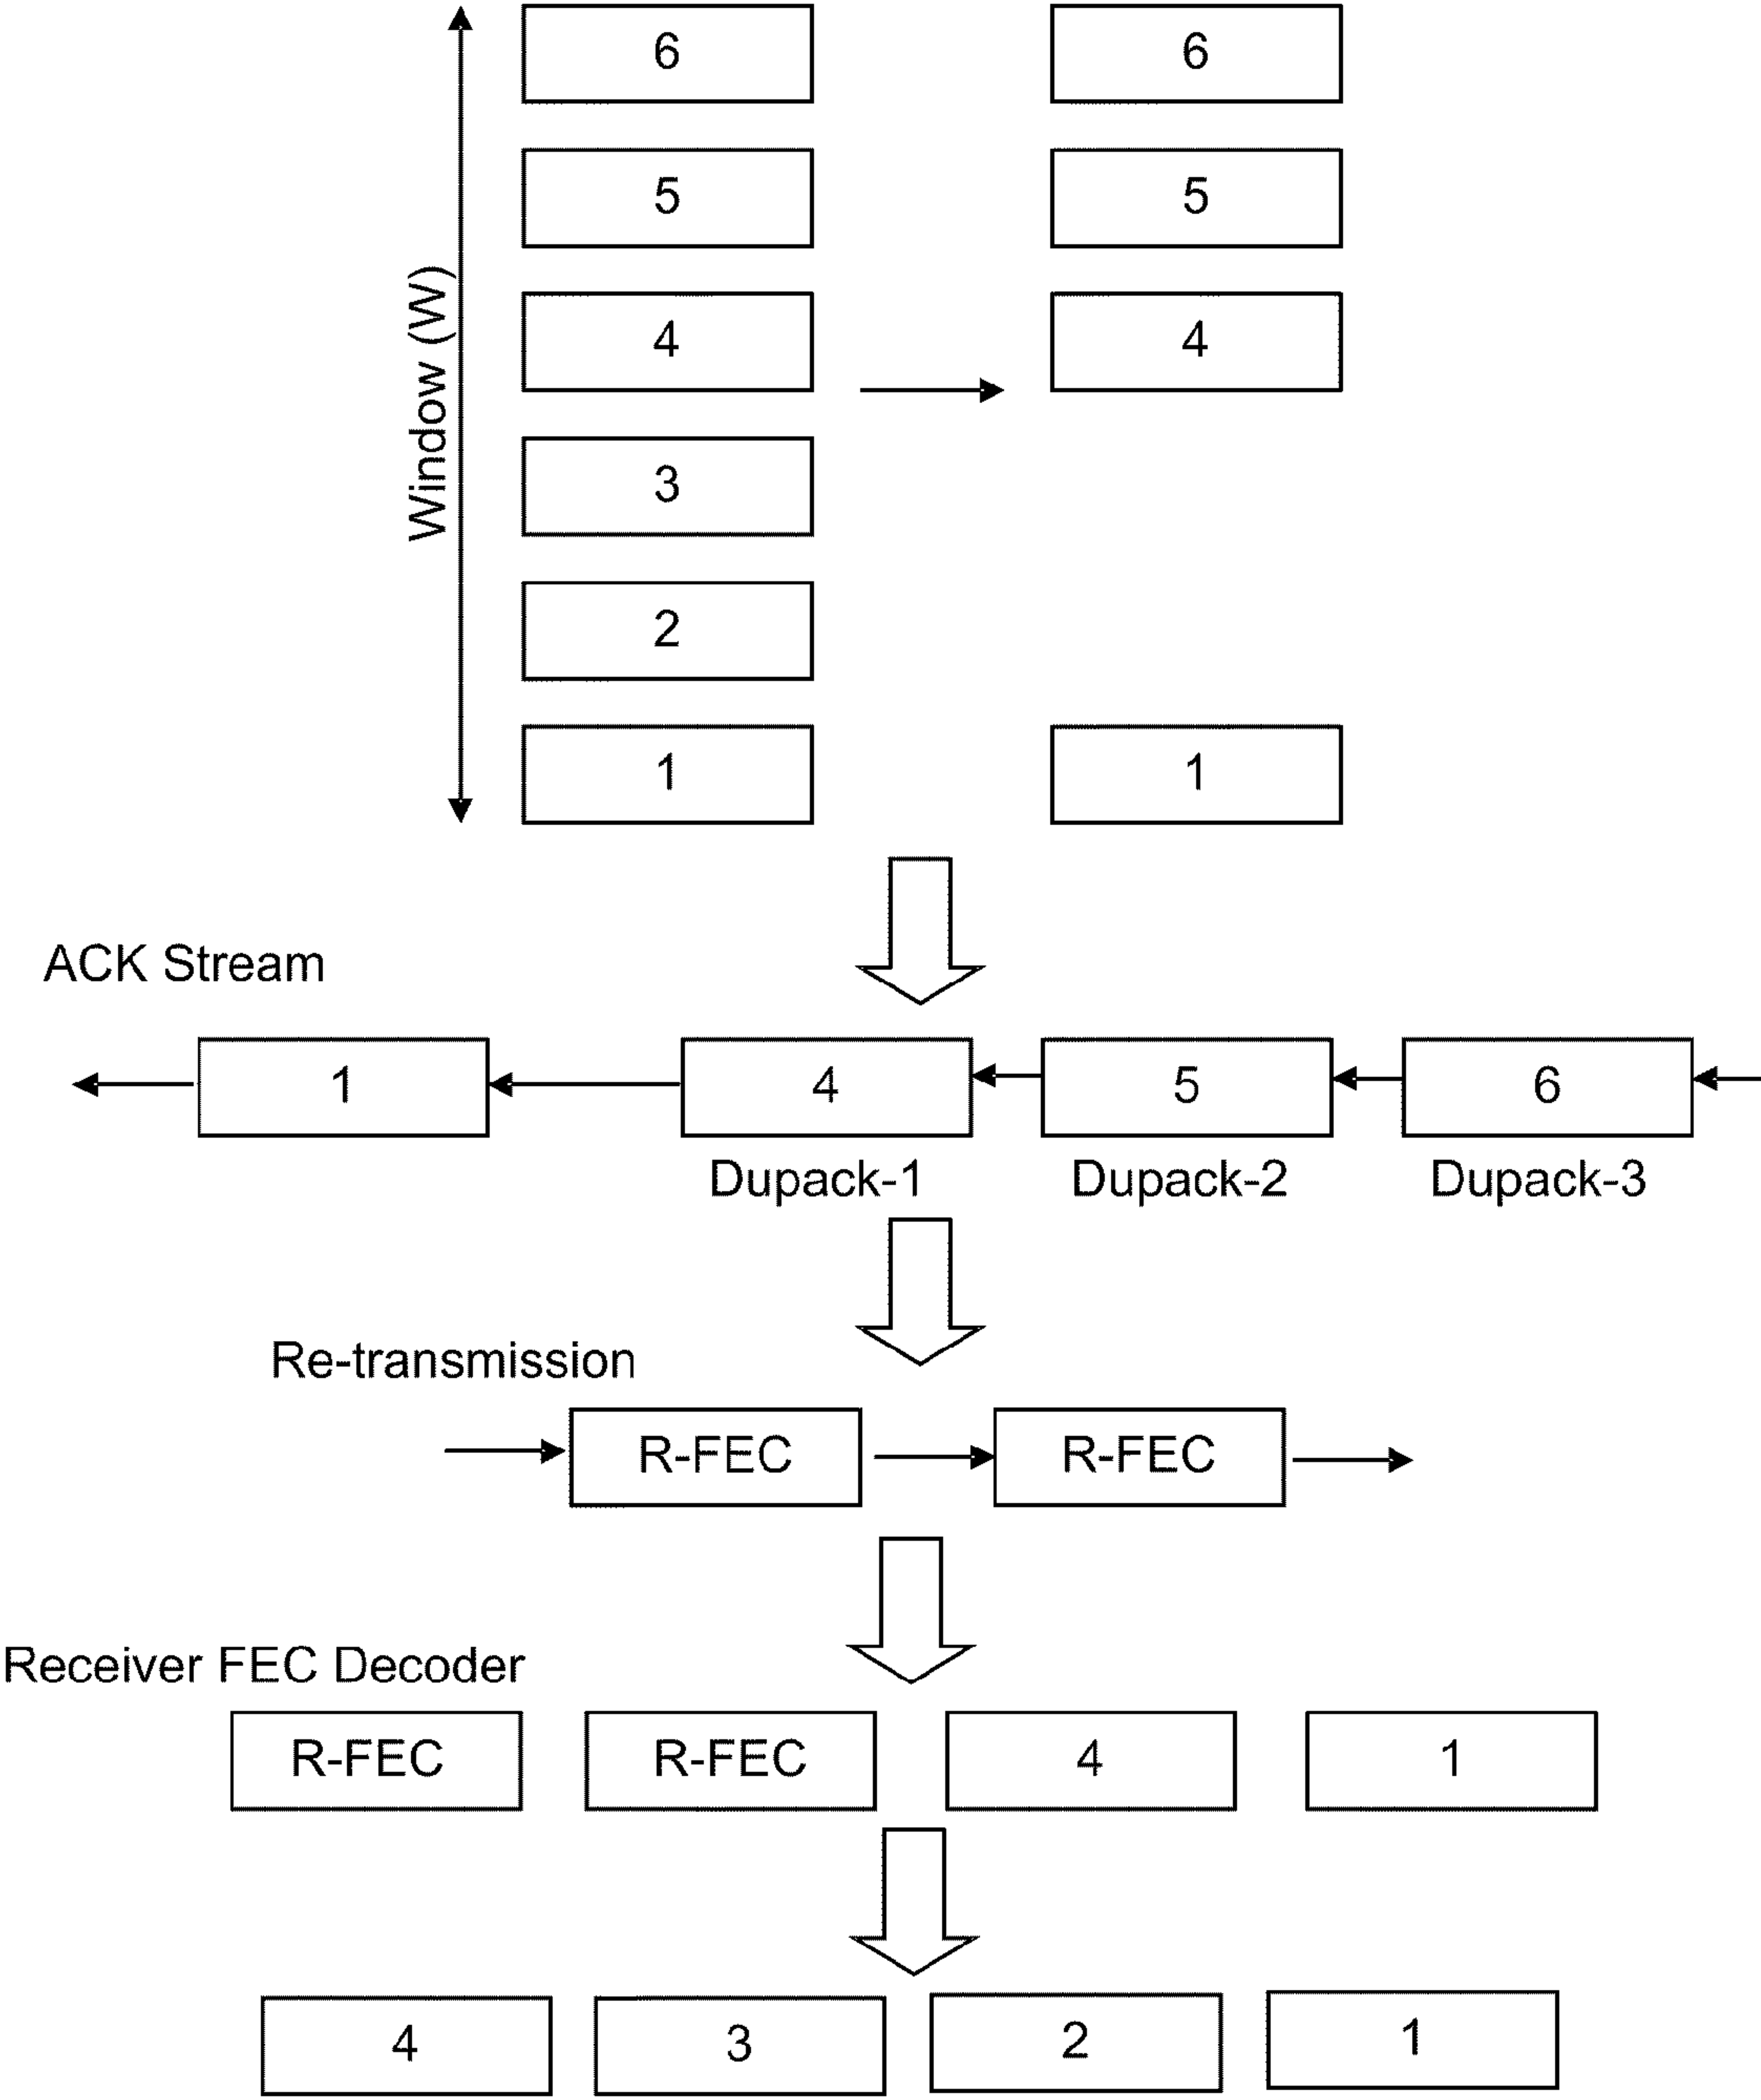 6 6
5 5
Window (W)
4 4
3
2
1 1
ACK Stream
1 4 5 6
Dupack-1 Dupack-2 Dupack-3
Re-transmission
R-FEC R-FEC
Receiver FEC Decoder
R-FEC R-FEC 4 1
4 3 2 1